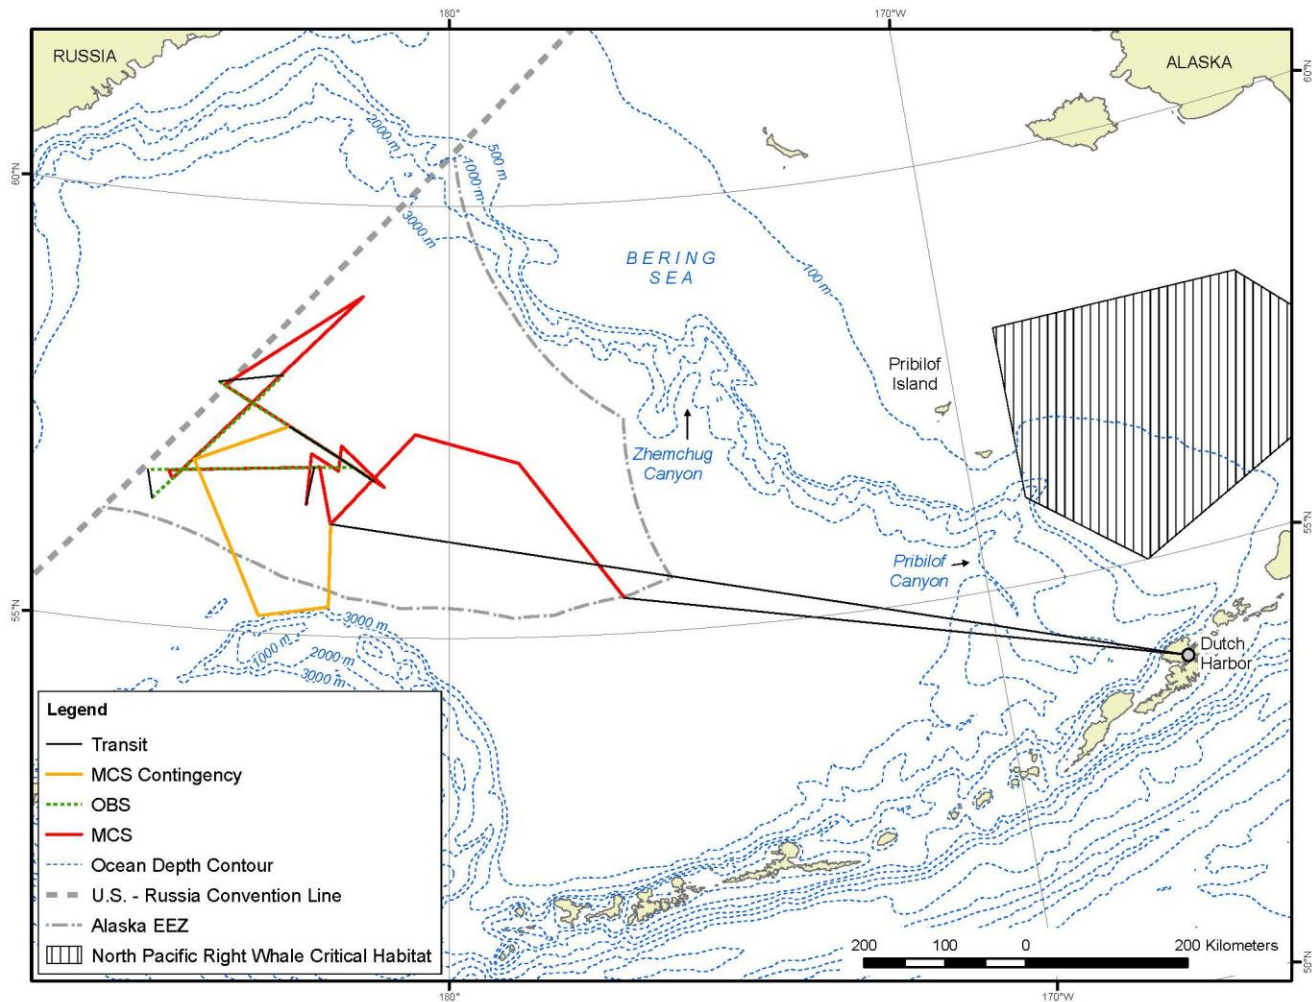 180°
170°W
RUSSIA
ALASKA
60°N
60°N
2000 m
500 m
1000 m
3000 m
BERING
SEA
100 m
Pribilof
Island
Zhemchug
Canyon
Pribilof
Canyon
55°N
55°N
3000 m
1000 m
2000 m
3000 m
Dutch
Harbor
Legend
Transit
MCS Contingency
OBS
MCS
Ocean Depth Contour
U.S. - Russia Convention Line
Alaska EEZ
North Pacific Right Whale Critical Habitat
200 100 0 200 Kilometers
50°N
180°
170°W